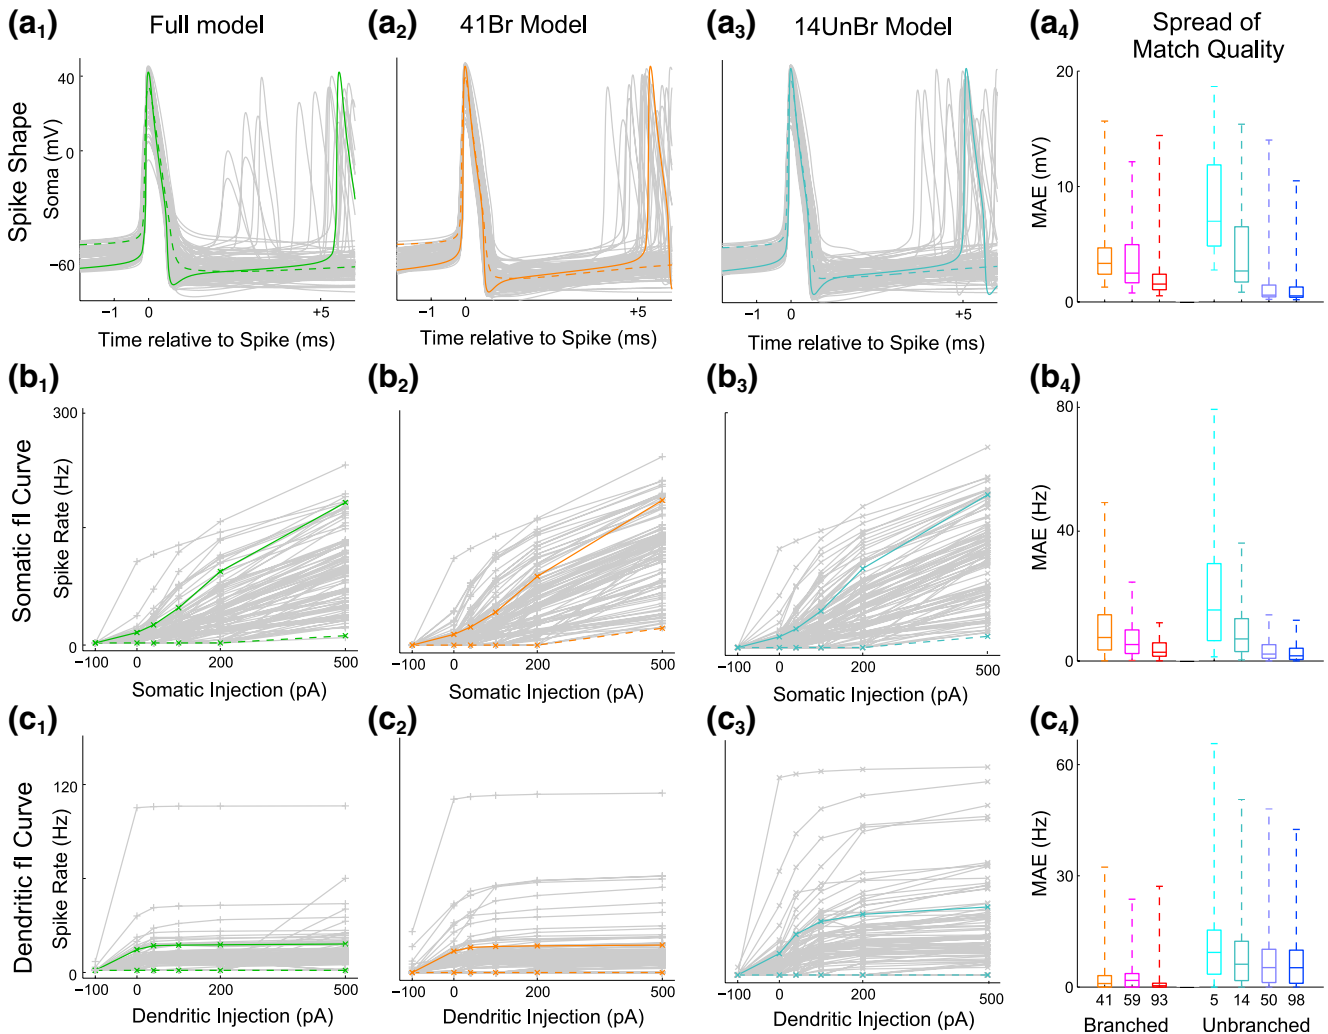 (a₁) Full model
(a₂) 41Br Model
(a₃) 14UnBr Model
(a₄) Spread of
Match Quality
Spike Shape
Soma (mV)
40
0
−60
−1 0 +5
Time relative to Spike (ms)
−1 0 +5
Time relative to Spike (ms)
−1 0 +5
Time relative to Spike (ms)
MAE (mV)
20
10
0
(b₁)
(b₂)
(b₃)
(b₄)
Somatic fI Curve
Spike Rate (Hz)
300
0
−100 0 200 500
Somatic Injection (pA)
−100 0 200 500
Somatic Injection (pA)
−100 0 200 500
Somatic Injection (pA)
MAE (Hz)
80
40
0
(c₁)
(c₂)
(c₃)
(c₄)
Dendritic fI Curve
Spike Rate (Hz)
120
0
−100 0 200 500
Dendritic Injection (pA)
−100 0 200 500
Dendritic Injection (pA)
−100 0 200 500
Dendritic Injection (pA)
MAE (Hz)
60
30
0
41 59 93 5 14 50 98
Branched Unbranched